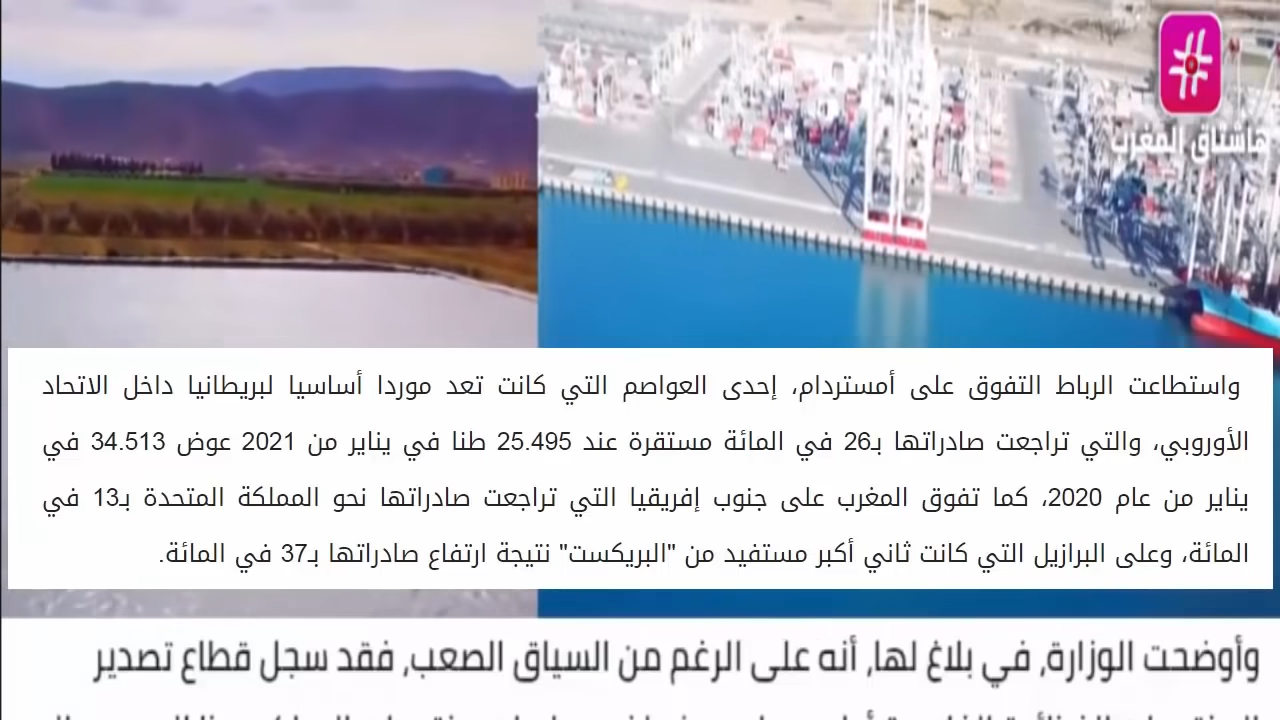 هاشتاق المغرب
واستطاعت الرباط التفوق على أمستردام، إحدى العواصم التي كانت تعد موردا أساسيا لبريطانيا داخل الاتحاد
الأوروبي، والتي تراجعت صادراتها بـ26 في المائة مستقرة عند 25.495 طنا في يناير من 2021 عوض 34.513 في
يناير من عام 2020، كما تفوق المغرب على جنوب إفريقيا التي تراجعت صادراتها نحو المملكة المتحدة بـ13 في
المائة، وعلى البرازيل التي كانت ثاني أكبر مستفيد من "البريكست" نتيجة ارتفاع صادراتها بـ37 في المائة.
وأوضحت الوزارة، في بلاغ لها، أنه على الرغم من السياق الصعب، فقد سجل قطاع تصدير